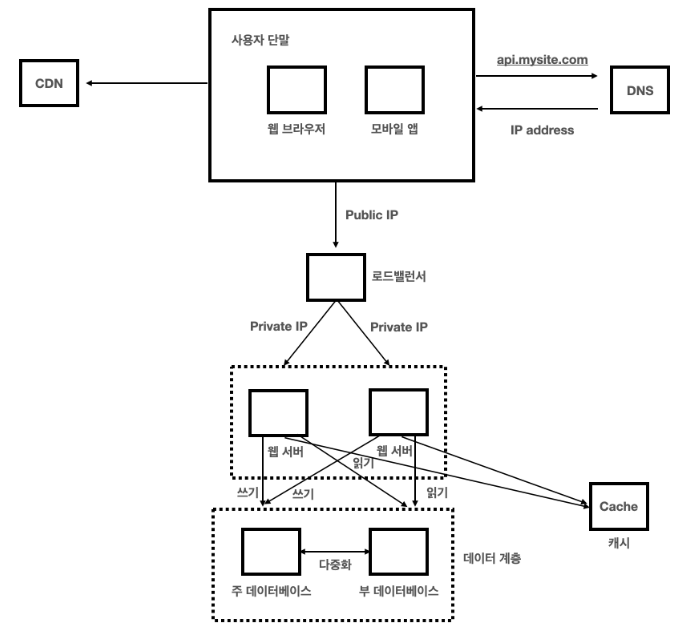 사용자 단말
api.mysite.com
CDN
DNS
웹 브라우저
모바일 앱
IP address
Public IP
로드밸런서
Private IP
Private IP
웹 서버
웹 서버
읽기
쓰기
쓰기
읽기
Cache
캐시
데이터 계층
다중화
주 데이터베이스
부 데이터베이스